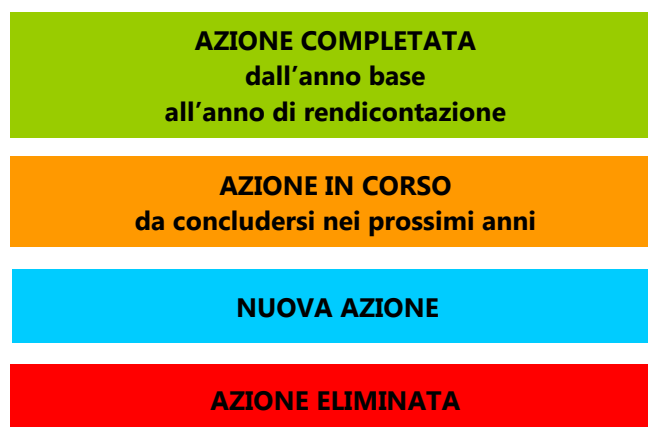 AZIONE COMPLETATA
dall’anno base
all’anno di rendicontazione
AZIONE IN CORSO
da concludersi nei prossimi anni
NUOVA AZIONE
AZIONE ELIMINATA